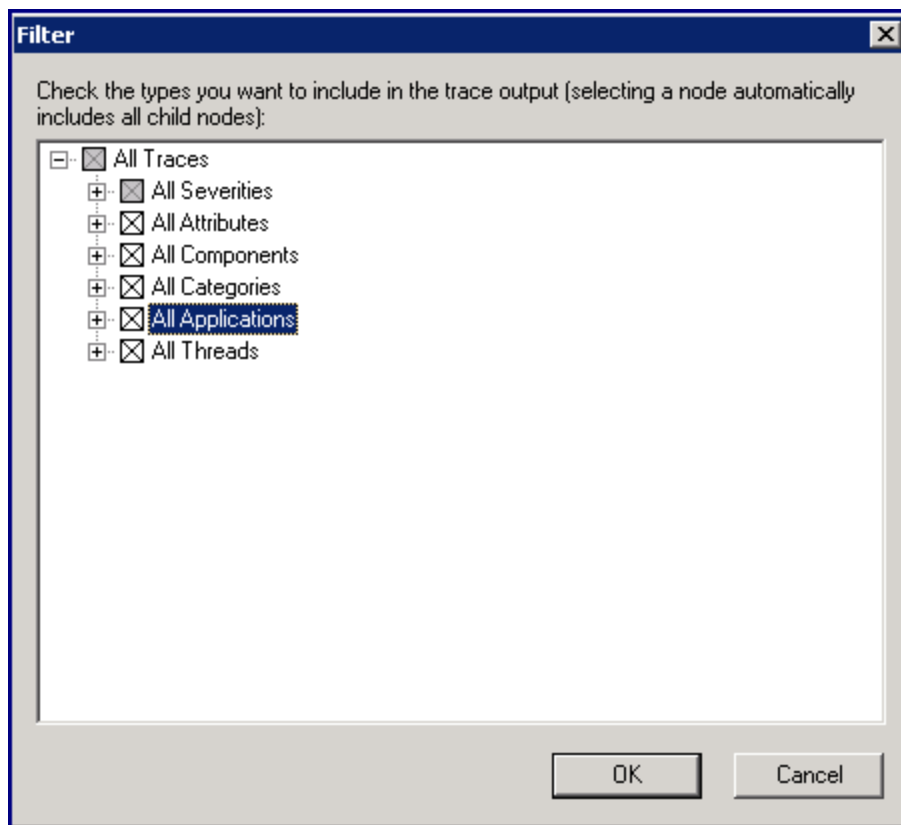 Filter
Check the types you want to include in the trace output (selecting a node automatically
includes all child nodes):
All Traces
All Severities
All Attributes
All Components
All Categories
All Applications
All Threads
OK
Cancel